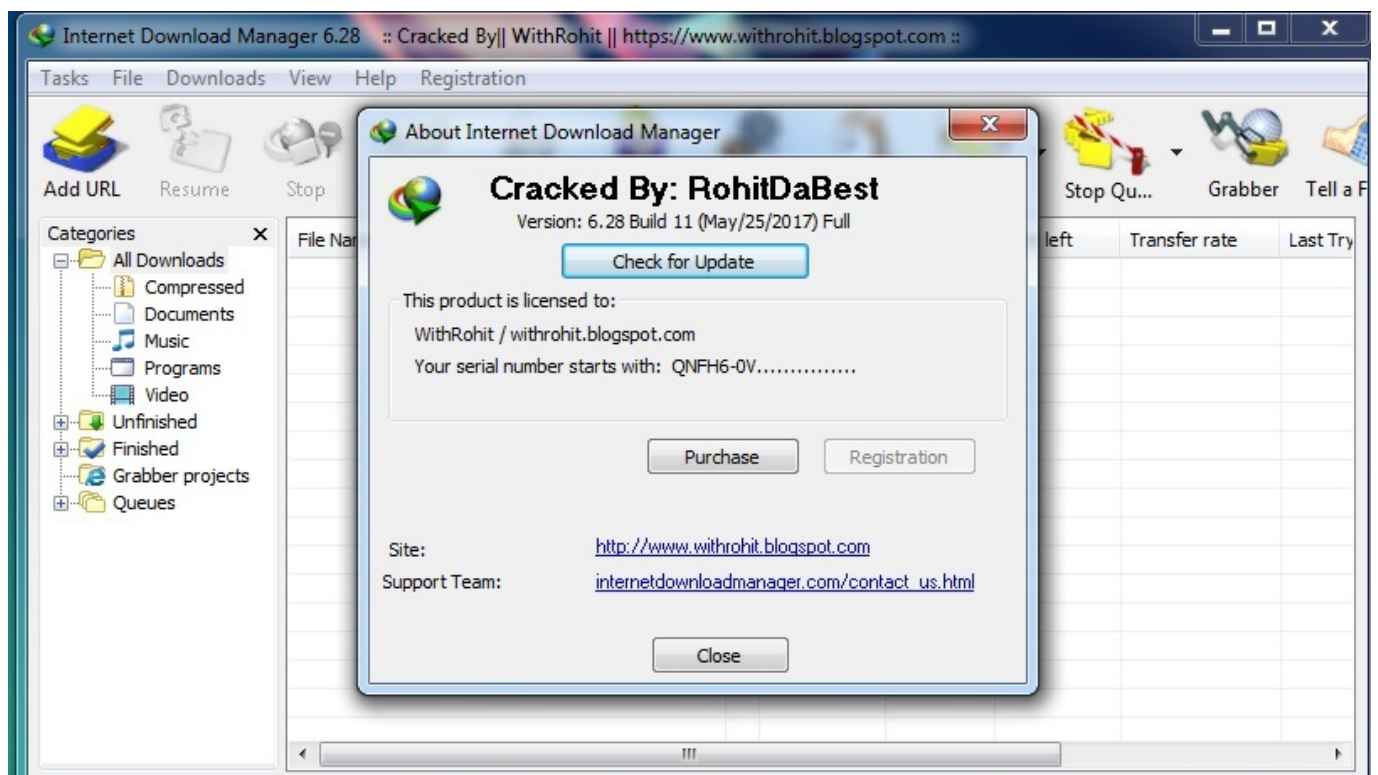 Internet Download Manager 6.28 :: Cracked By|| WithRohit || https://www.withrohit.blogspot.com ::
Tasks File Downloads View Help Registration
Add URL Resume Stop Stop Qu... Grabber Tell a F
About Internet Download Manager
Cracked By: RohitDaBest
Version: 6.28 Build 11 (May/25/2017) Full
Check for Update
This product is licensed to:
WithRohit / withrohit.blogspot.com
Your serial number starts with: QNFH6-0V...............
Purchase Registration
Site: http://www.withrohit.blogspot.com
Support Team: internetdownloadmanager.com/contact_us.html
Close
Categories
All Downloads
Compressed
Documents
Music
Programs
Video
Unfinished
Finished
Grabber projects
Queues
File Nar left Transfer rate Last Try